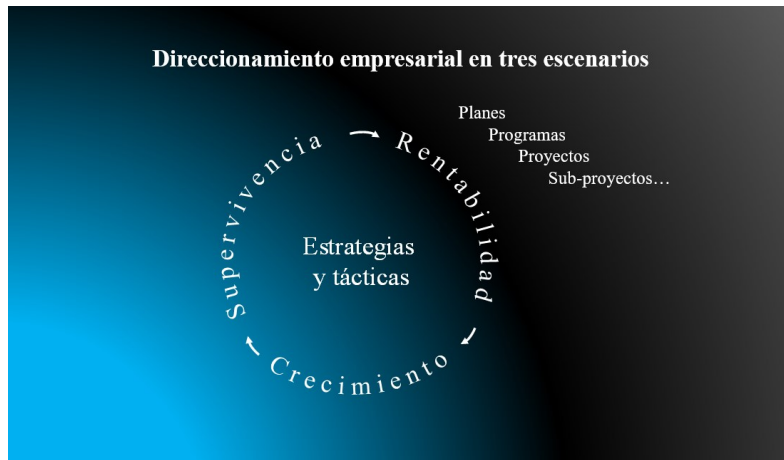 Direccionamiento empresarial en tres escenarios
Planes
Programas
Proyectos
Sub-proyectos…
Supervivencia
Rentabilidad
Crecimiento
Estrategias
y tácticas